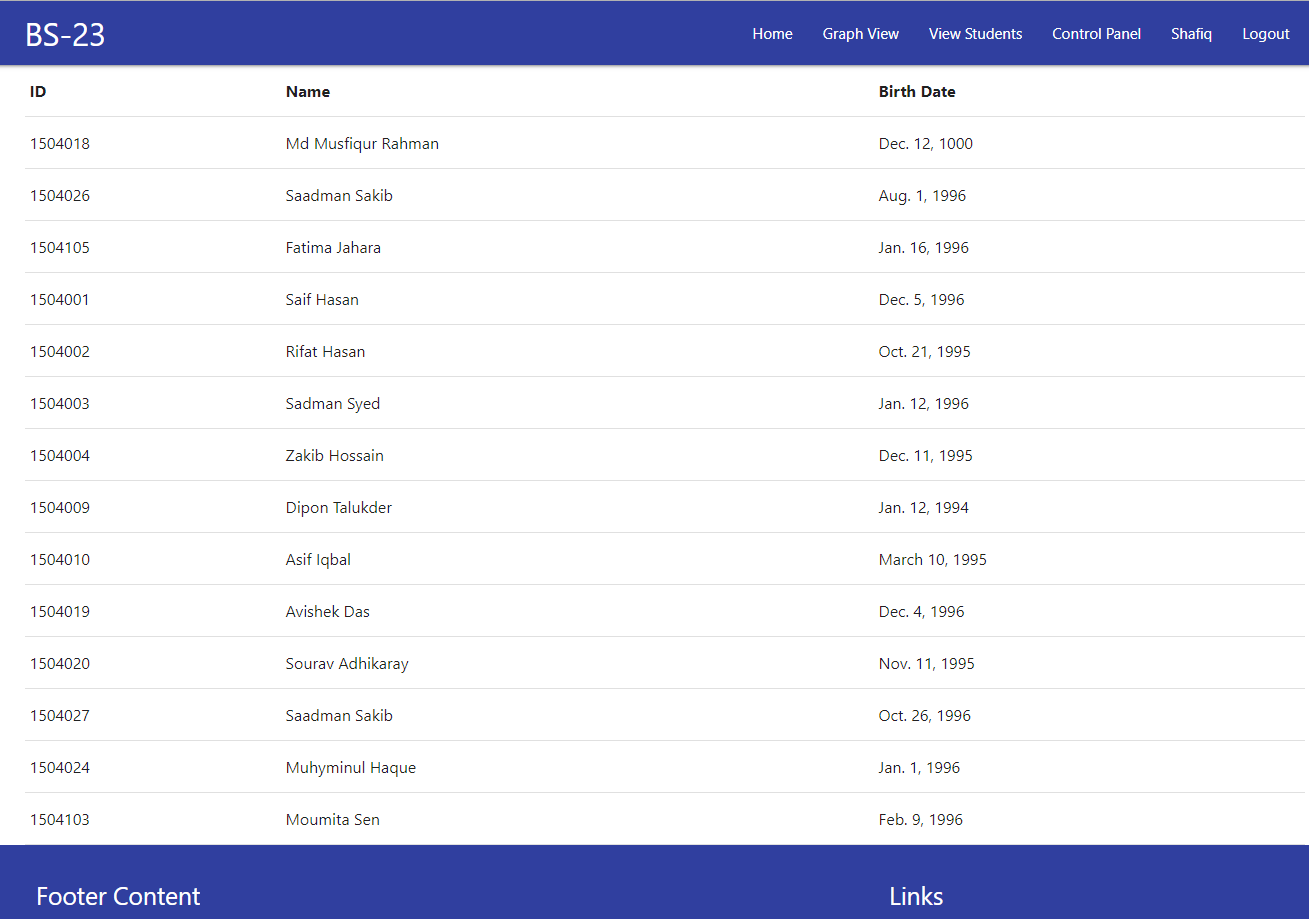 BS-23 Home Graph View View Students Control Panel Shafiq Logout
ID Name Birth Date
1504018 Md Musfiqur Rahman Dec. 12, 1000
1504026 Saadman Sakib Aug. 1, 1996
1504105 Fatima Jahara Jan. 16, 1996
1504001 Saif Hasan Dec. 5, 1996
1504002 Rifat Hasan Oct. 21, 1995
1504003 Sadman Syed Jan. 12, 1996
1504004 Zakib Hossain Dec. 11, 1995
1504009 Dipon Talukder Jan. 12, 1994
1504010 Asif Iqbal March 10, 1995
1504019 Avishek Das Dec. 4, 1996
1504020 Sourav Adhikaray Nov. 11, 1995
1504027 Saadman Sakib Oct. 26, 1996
1504024 Muhyminul Haque Jan. 1, 1996
1504103 Moumita Sen Feb. 9, 1996
Footer Content Links